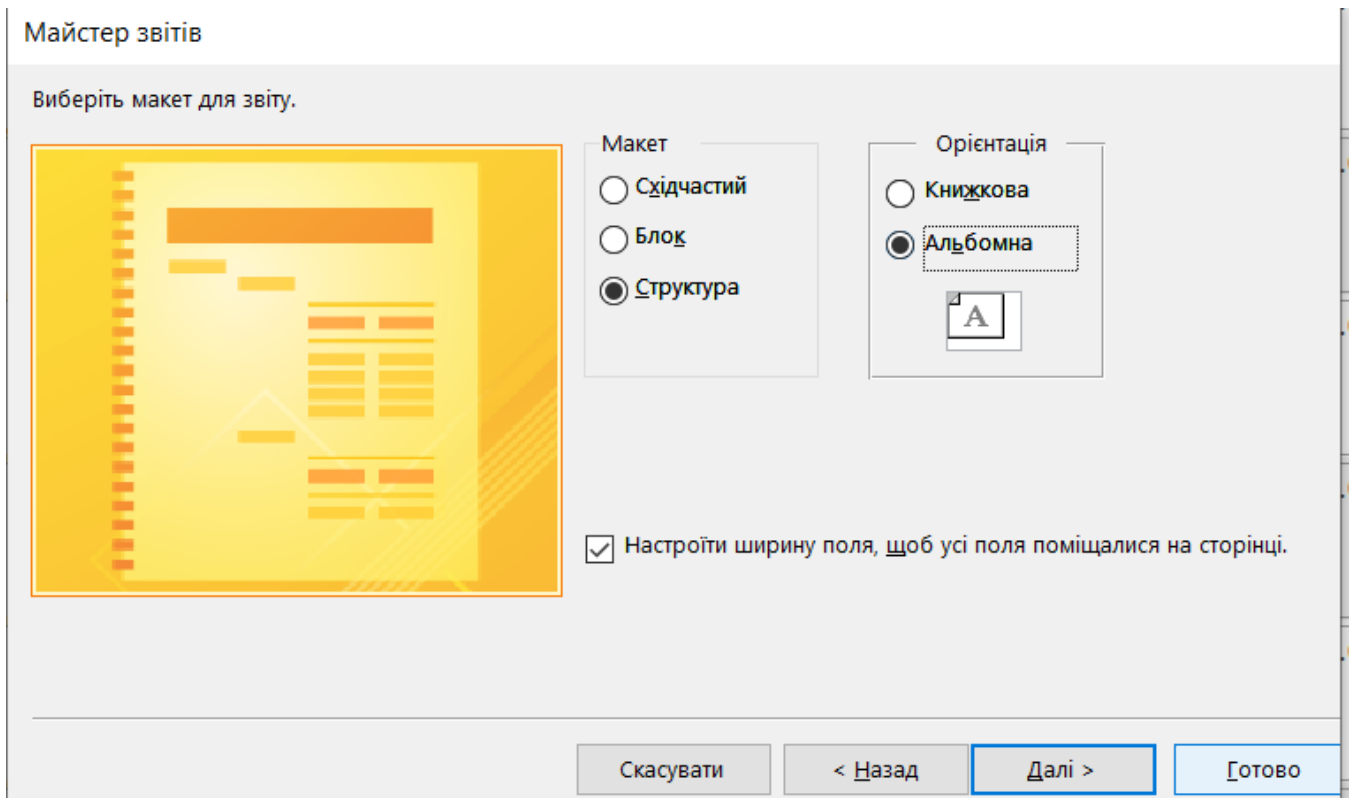 Майстер звітів
Виберіть макет для звіту.
Макет
Східчастий
Блок
Структура
Орієнтація
Книжкова
Альбомна
A
Настроїти ширину поля, щоб усі поля поміщалися на сторінці.
Скасувати
< Назад
Далі >
Готово